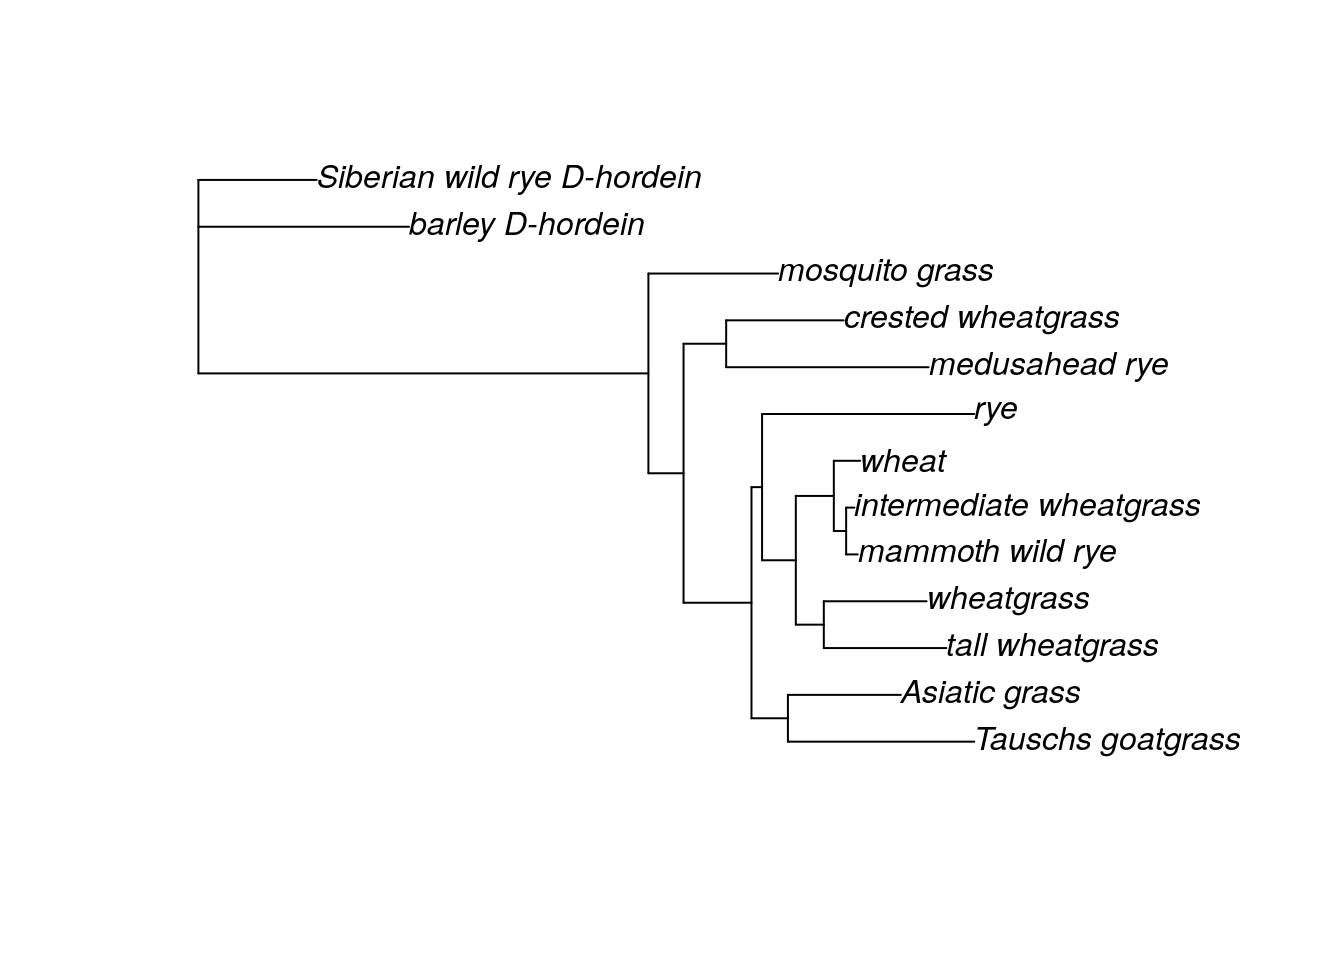 Siberian wild rye D-hordein
barley D-hordein
mosquito grass
crested wheatgrass
medusahead rye
rye
wheat
intermediate wheatgrass
mammoth wild rye
wheatgrass
tall wheatgrass
Asiatic grass
Tauschs goatgrass